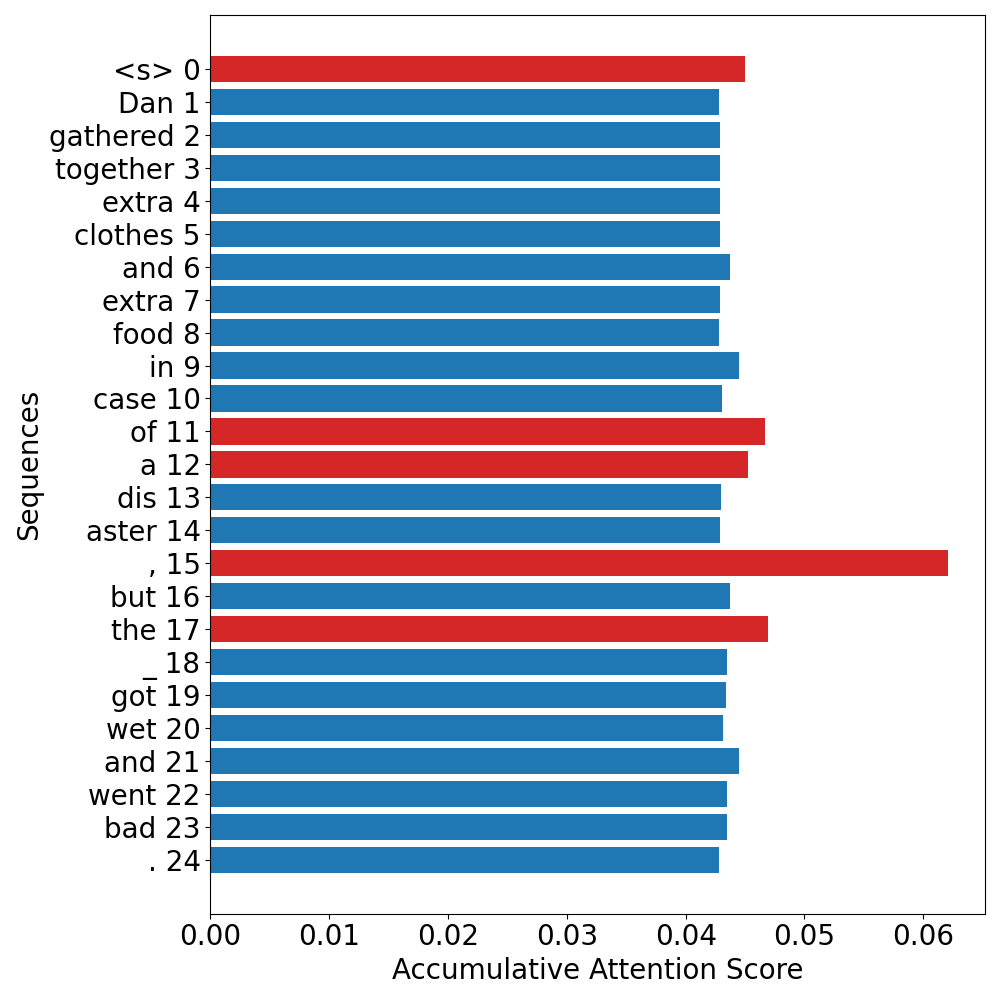 <s> 0
Dan 1
gathered 2
together 3
extra 4
clothes 5
and 6
extra 7
food 8
in 9
case 10
of 11
a 12
dis 13
aster 14
, 15
but 16
the 17
_ 18
got 19
wet 20
and 21
went 22
bad 23
. 24
Sequences
0.00 0.01 0.02 0.03 0.04 0.05 0.06
Accumulative Attention Score